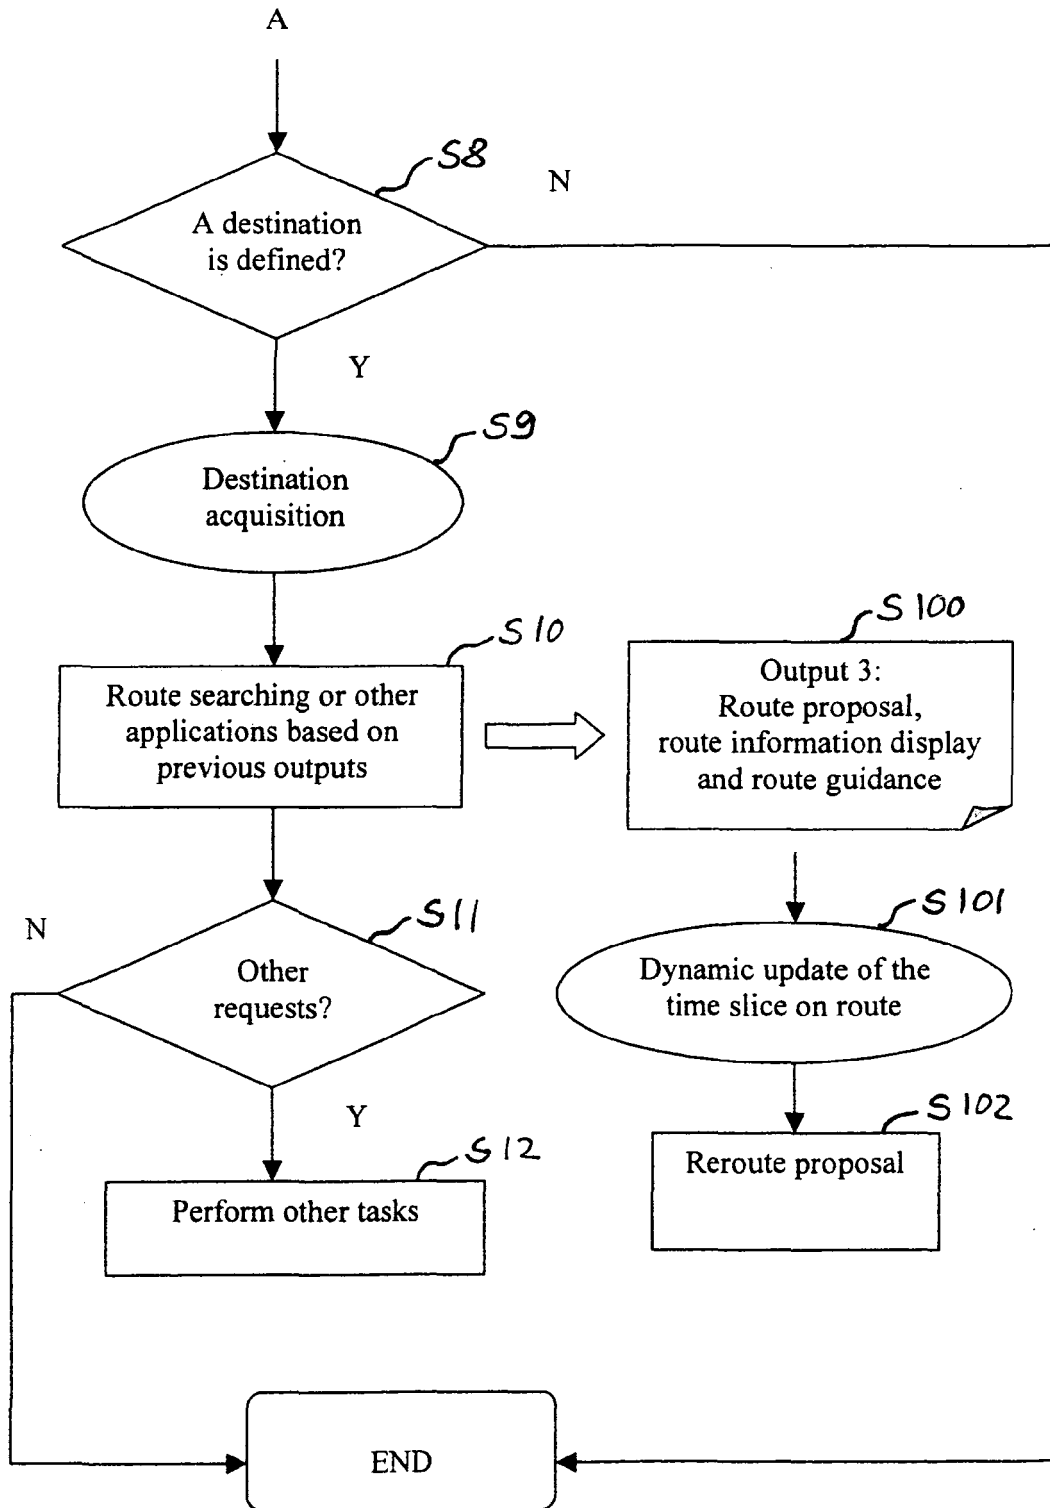 A
S8
N
A destination
is defined?
Y
S9
Destination
acquisition
S10
Route searching or other
applications based on
previous outputs
S100
Output 3:
Route proposal,
route information display
and route guidance
S11
N
Other
requests?
S101
Dynamic update of the
time slice on route
Y
S12
Perform other tasks
S102
Reroute proposal
END